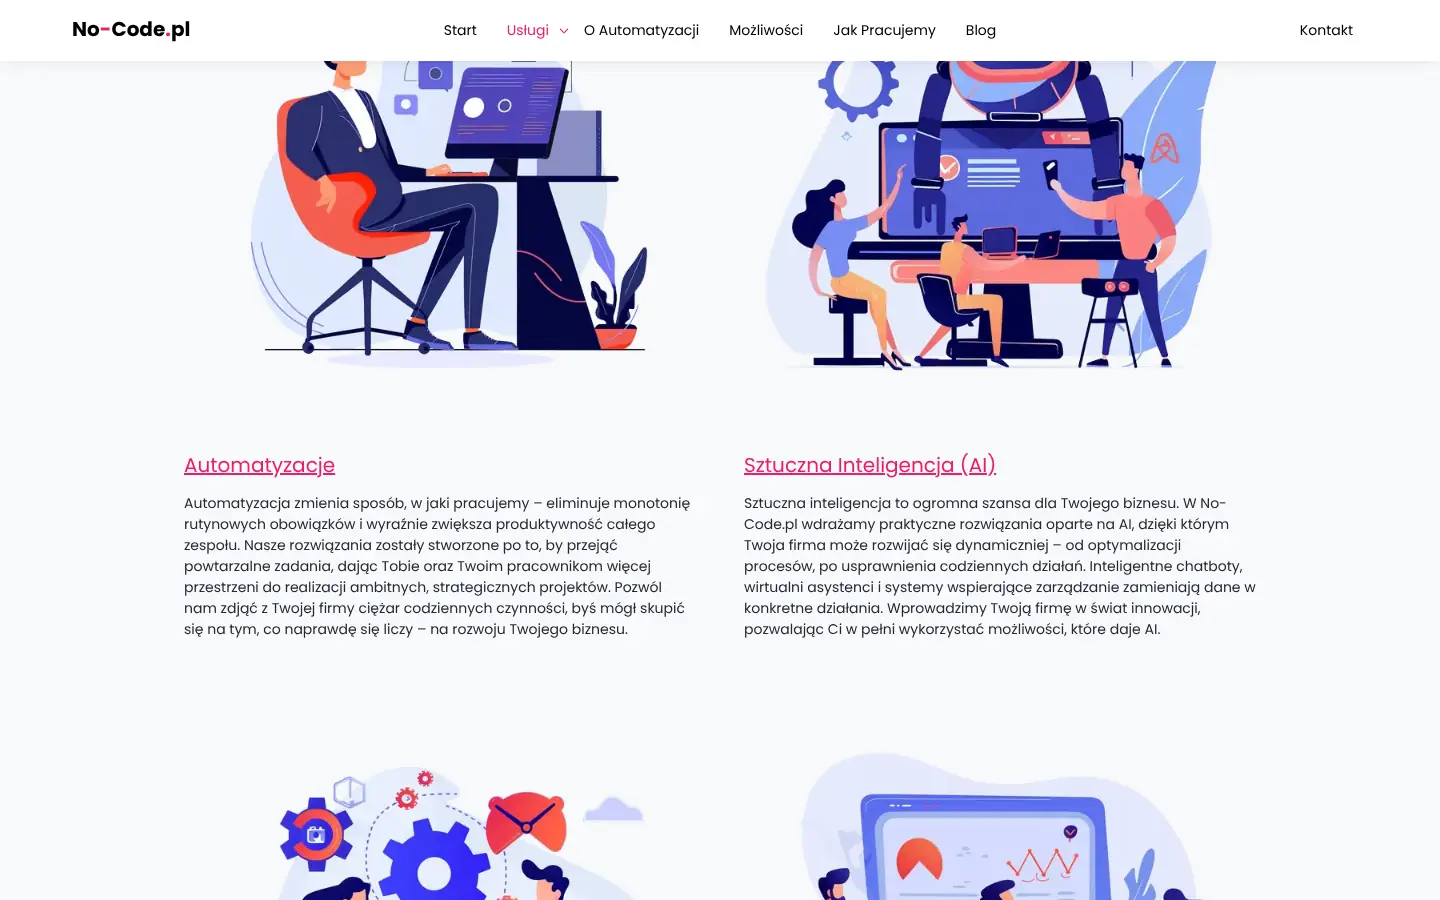 No-Code.pl
Start
Usługi
O Automatyzacji
Możliwości
Jak Pracujemy
Blog
Kontakt
Automatyzacje
Automatyzacja zmienia sposób, w jaki pracujemy – eliminuje monotonię
rutynowych obowiązków i wyraźnie zwiększa produktywność całego
zespołu. Nasze rozwiązania zostały stworzone po to, by przejąć
powtarzalne zadania, dając Tobie oraz Twoim pracownikom więcej
przestrzeni do realizacji ambitnych, strategicznych projektów. Pozwól
nam zdjąć z Twojej firmy ciężar codziennych czynności, byś mógł skupić
się na tym, co naprawdę się liczy – na rozwoju Twojego biznesu.
Sztuczna Inteligencja (AI)
Sztuczna inteligencja to ogromna szansa dla Twojego biznesu. W No-
Code.pl wdrażamy praktyczne rozwiązania oparte na AI, dzięki którym
Twoja firma może rozwijać się dynamiczniej – od optymalizacji
procesów, po usprawnienia codziennych działań. Inteligentne chatboty,
wirtualni asystenci i systemy wspierające zarządzanie zamieniają dane w
konkretne działania. Wprowadzimy Twoją firmę w świat innowacji,
pozwalając Ci w pełni wykorzystać możliwości, które daje AI.